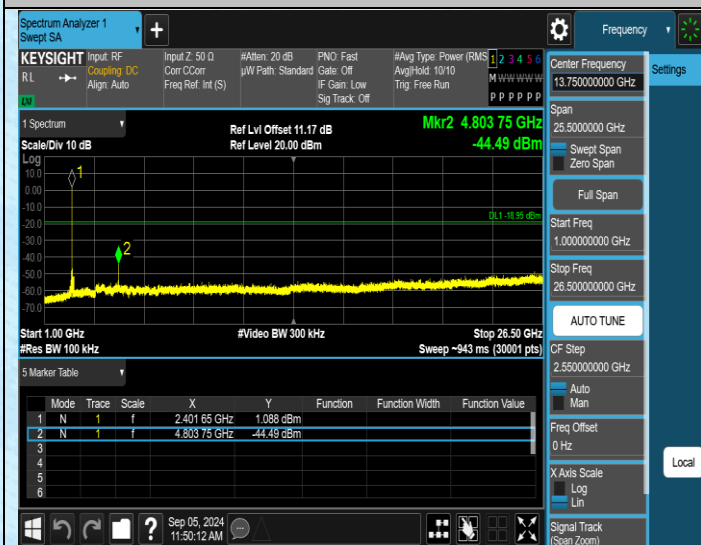 Spectrum Analyzer 1
Swept SA
+
Frequency
KEYSIGHT
RL
Input: RF
Coupling: DC
Align: Auto
Input Z: 50 Ω
Corr CCorr
Freq Ref: Int (S)
#Atten: 20 dB
µW Path: Standard
PNO: Fast
Gate: Off
IF Gain: Low
Sig Track: Off
#Avg Type: Power (RMS
Avg|Hold: 10/10
Trig: Free Run
1 2 3 4 5 6
M W W W W W
P P P P P P
1 Spectrum
Scale/Div 10 dB
Ref Lvl Offset 11.17 dB
Ref Level 20.00 dBm
Mkr2 4.803 75 GHz
-44.49 dBm
Log
10.0
0.00
-10.0
-20.0
-30.0
-40.0
-50.0
-60.0
-70.0
1
2
DL1 -18.95 dBm
Start 1.00 GHz
#Res BW 100 kHz
#Video BW 300 kHz
Stop 26.50 GHz
Sweep ~943 ms (30001 pts)
5 Marker Table
Mode Trace Scale X Y Function Function Width Function Value
1 N 1 f 2.401 65 GHz 1.088 dBm
2 N 1 f 4.803 75 GHz -44.49 dBm
3
4
5
6
Sep 05, 2024
11:50:12 AM
Center Frequency
13.750000000 GHz
Span
25.5000000 GHz
Swept Span
Zero Span
Full Span
Start Freq
1.000000000 GHz
Stop Freq
26.500000000 GHz
AUTO TUNE
CF Step
2.550000000 GHz
Auto
Man
Freq Offset
0 Hz
X Axis Scale
Log
Lin
Signal Track
(Span Zoom)
Settings
Local